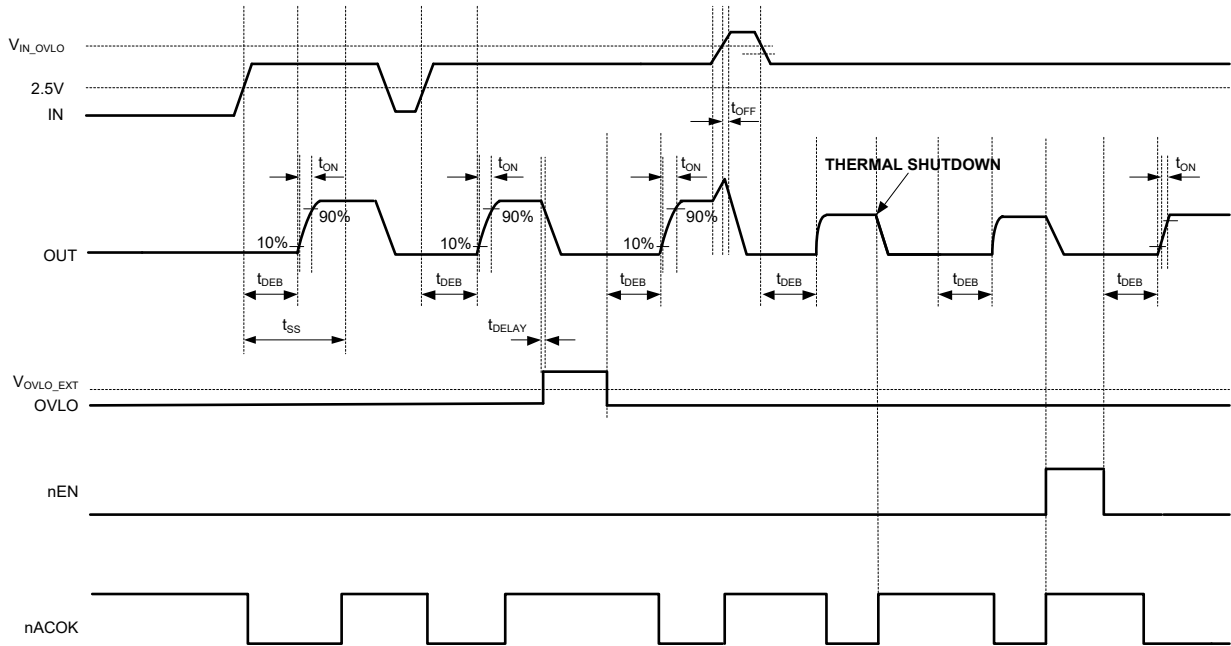 VIN_OVLO
2.5V
IN
tOFF
THERMAL SHUTDOWN
tON
tON
tON
tON
90%
90%
90%
10%
10%
10%
OUT
tDEB
tDEB
tDEB
tDEB
tDEB
tDEB
tSS
tDELAY
VOVLO_EXT
OVLO
nEN
nACOK